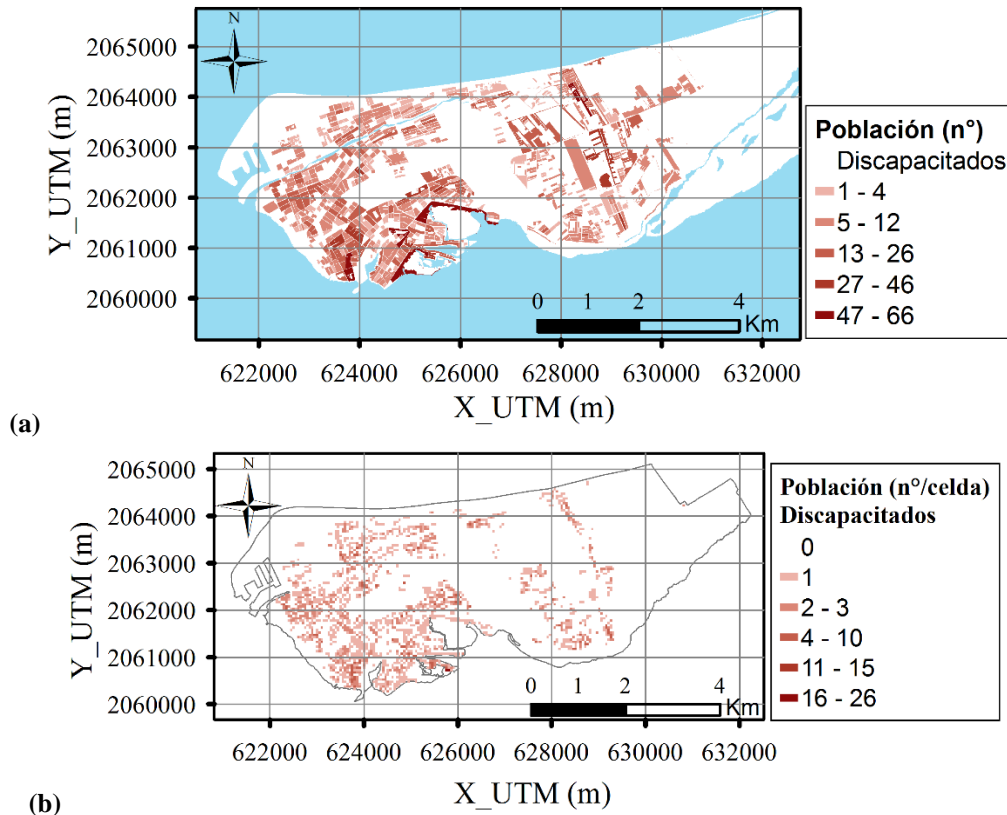 N
2065000
2064000
2063000
2062000
2061000
2060000
Y_UTM (m)
Población (n°)
Discapacitados
1 - 4
5 - 12
13 - 26
27 - 46
47 - 66
0 1 2 4
Km
622000 624000 626000 628000 630000 632000
X_UTM (m)
(a)
N
2065000
2064000
2063000
2062000
2061000
2060000
Y_UTM (m)
Población (n°/celda)
Discapacitados
0
1
2 - 3
4 - 10
11 - 15
16 - 26
0 1 2 4
Km
622000 624000 626000 628000 630000 632000
X_UTM (m)
(b)